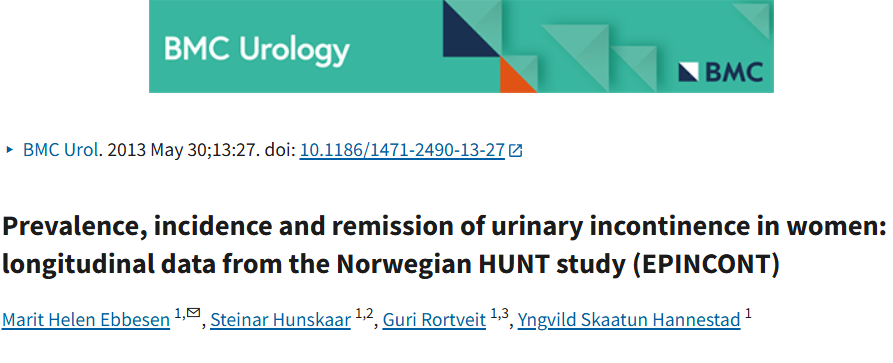 BMC Urology
BMC
▸ BMC Urol. 2013 May 30;13:27. doi: 10.1186/1471-2490-13-27
Prevalence, incidence and remission of urinary incontinence in women:
longitudinal data from the Norwegian HUNT study (EPINCONT)
Marit Helen Ebbesen 1,✉, Steinar Hunskaar 1,2, Guri Rortveit 1,3, Yngvild Skaatun Hannestad 1